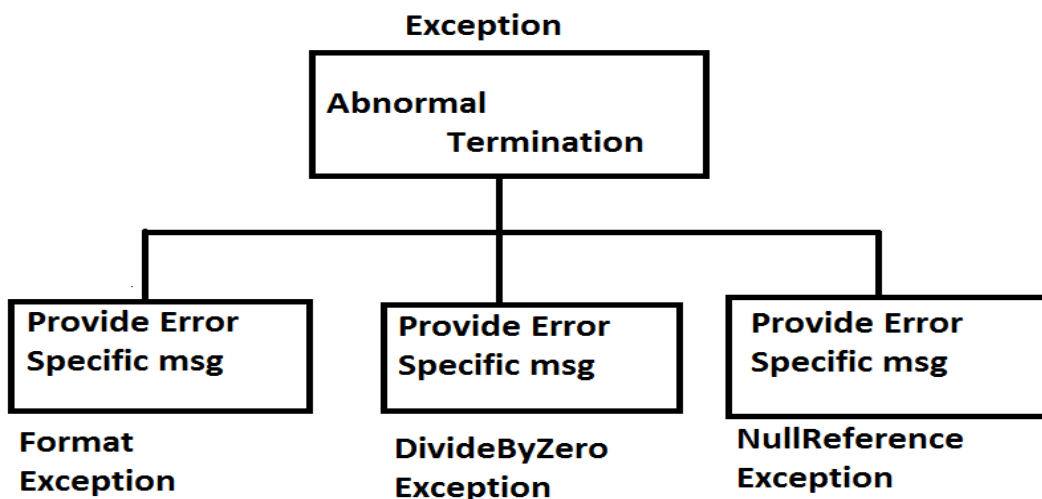 Exception
Abnormal
Termination
Provide Error
Specific msg
Format
Exception
Provide Error
Specific msg
DivideByZero
Exception
Provide Error
Specific msg
NullReference
Exception